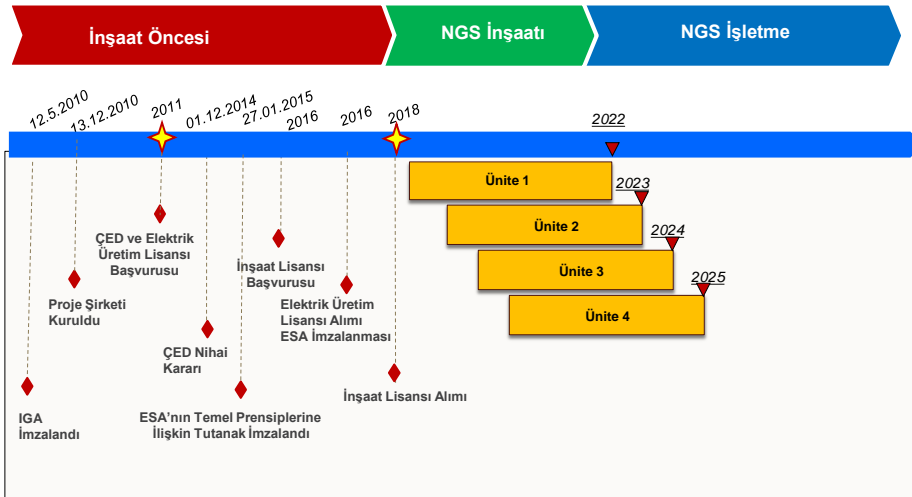 İnşaat Öncesi
NGS İnşaatı
NGS İşletme
12.5.2010
13.12.2010
2011
01.12.2014
27.01.2015
2016
2016
2018
2022
Ünite 1
2023
Ünite 2
2024
Ünite 3
2025
Ünite 4
ÇED ve Elektrik
Üretim Lisansı
Başvurusu
İnşaat Lisansı
Başvurusu
Proje Şirketi
Kuruldu
Elektrik Üretim
Lisansı Alımı
ESA İmzalanması
ÇED Nihai
Kararı
İnşaat Lisansı Alımı
IGA
İmzalandı
ESA'nın Temel Prensiplerine
İlişkin Tutanak İmzalandı